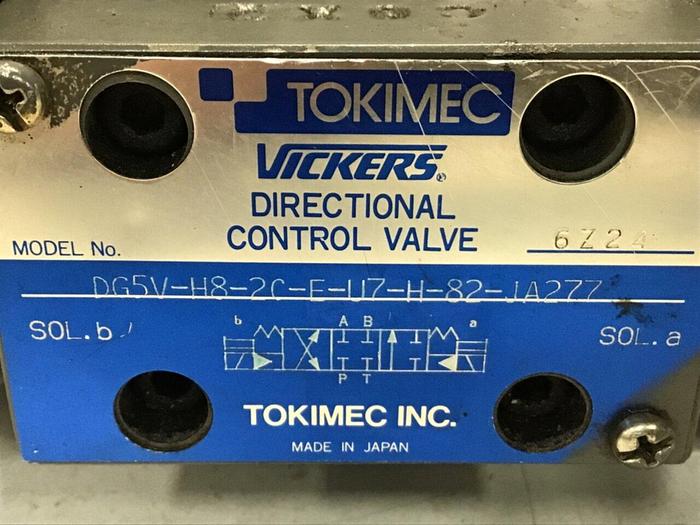 TOKIMEC
VICKERS®
DIRECTIONAL
CONTROL VALVE
6Z24
MODEL No.
DG5V-H8-2C-E-U7-H-82-JA277
SOL.b
b A B a
SOL.a
P T
TOKIMEC INC.
MADE IN JAPAN